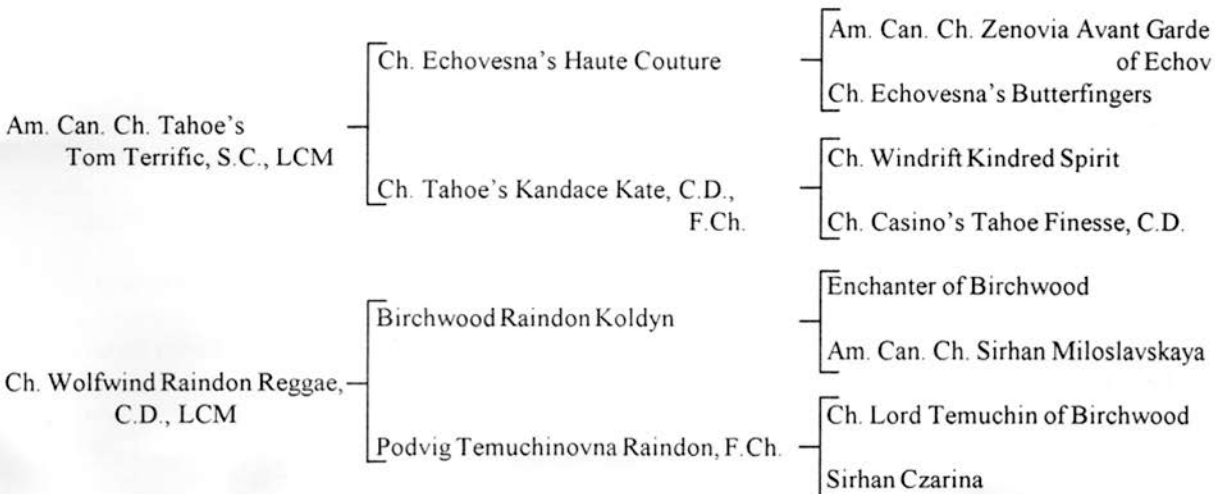 Am. Can. Ch. Zenovia Avant Garde
of Echov
Ch. Echovesna's Haute Couture
Ch. Echovesna's Butterfingers
Am. Can. Ch. Tahoe's
Tom Terrific, S.C., LCM
Ch. Windrift Kindred Spirit
Ch. Tahoe's Kandace Kate, C.D.,
F.Ch.
Ch. Casino's Tahoe Finesse, C.D.
Enchanter of Birchwood
Birchwood Raindon Koldyn
Am. Can. Ch. Sirhan Miloslavskaya
Ch. Wolfwind Raindon Reggae,
C.D., LCM
Ch. Lord Temuchin of Birchwood
Podvig Temuchinovna Raindon, F.Ch.
Sirhan Czarina